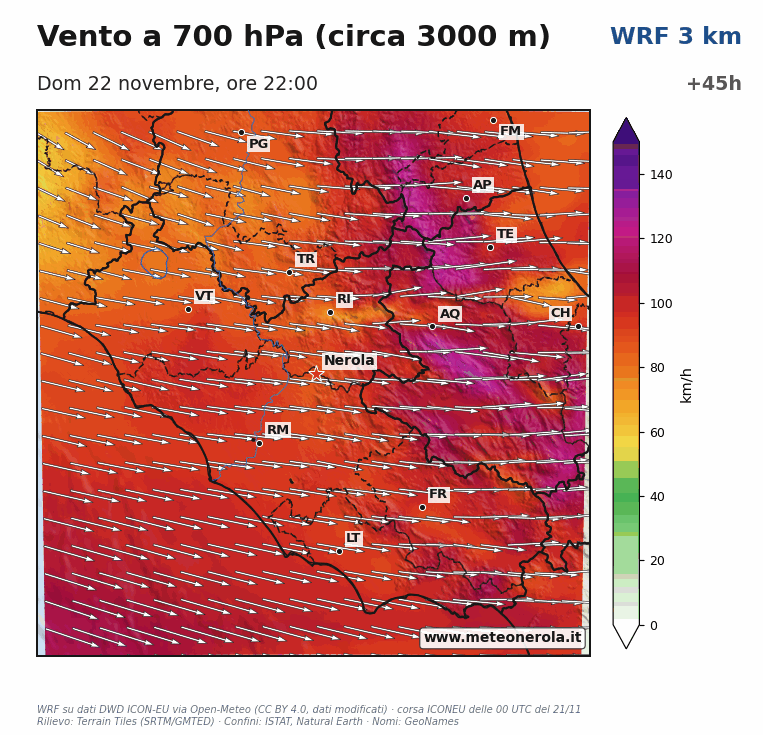 Vento a 700 hPa (circa 3000 m)
WRF 3 km
Dom 22 novembre, ore 22:00
+45h
PG
FM
AP
TE
TR
VT
RI
AQ
CH
Nerola
RM
FR
LT
www.meteonerola.it
140
120
100
80
60
40
20
0
km/h
WRF su dati DWD ICON-EU via Open-Meteo (CC BY 4.0, dati modificati) · corsa ICONEU delle 00 UTC del 21/11
Rilievo: Terrain Tiles (SRTM/GMTED) · Confini: ISTAT, Natural Earth · Nomi: GeoNames